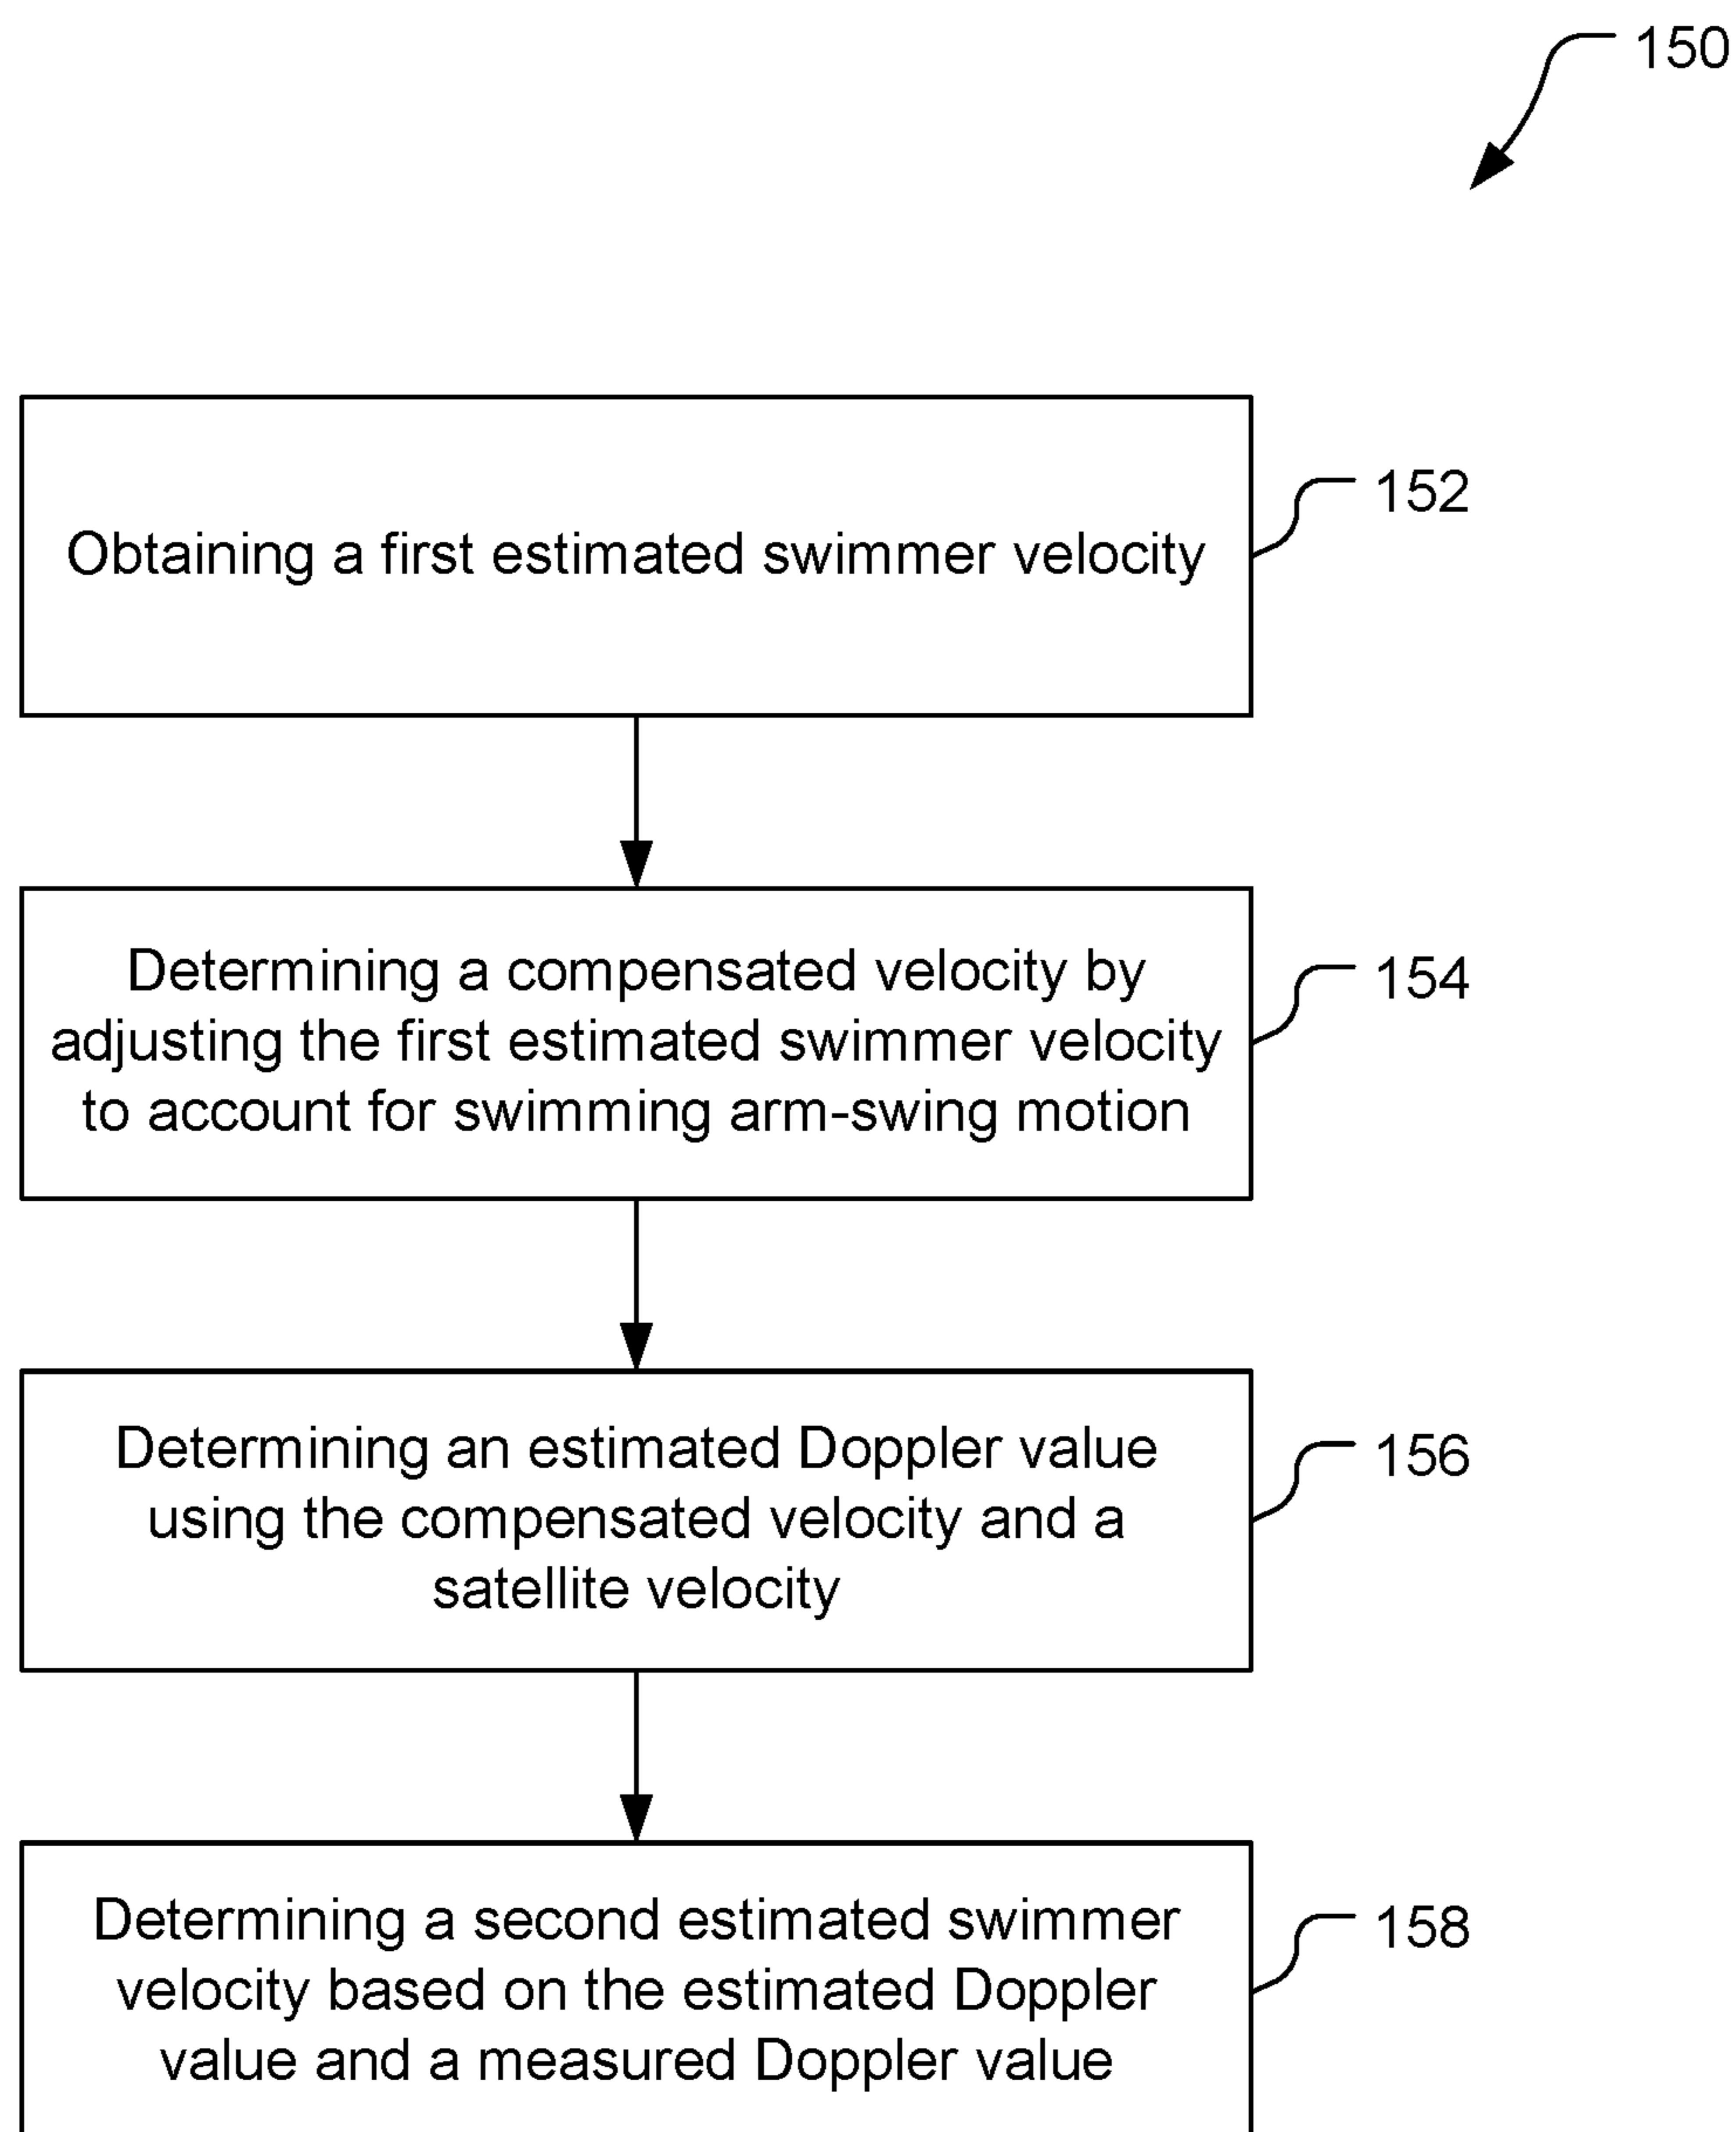 150
Obtaining a first estimated swimmer velocity
152
Determining a compensated velocity by
adjusting the first estimated swimmer velocity
to account for swimming arm-swing motion
154
Determining an estimated Doppler value
using the compensated velocity and a
satellite velocity
156
Determining a second estimated swimmer
velocity based on the estimated Doppler
value and a measured Doppler value
158